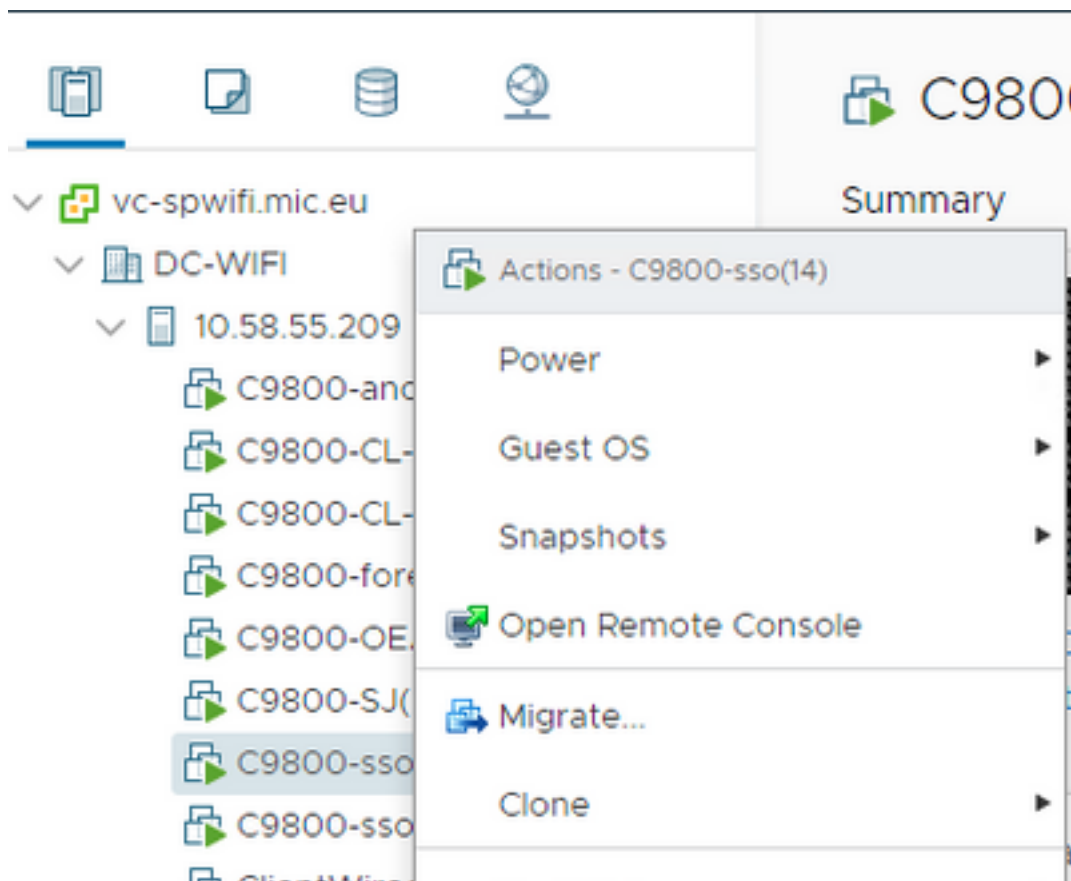 C980
Summary
vc-spwifi.mic.eu
DC-WIFI
10.58.55.209
C9800-anc
C9800-CL-
C9800-CL-
C9800-fore
C9800-OE
C9800-SJ(
C9800-sso
C9800-sso
Actions - C9800-sso(14)
Power
Guest OS
Snapshots
Open Remote Console
Migrate...
Clone